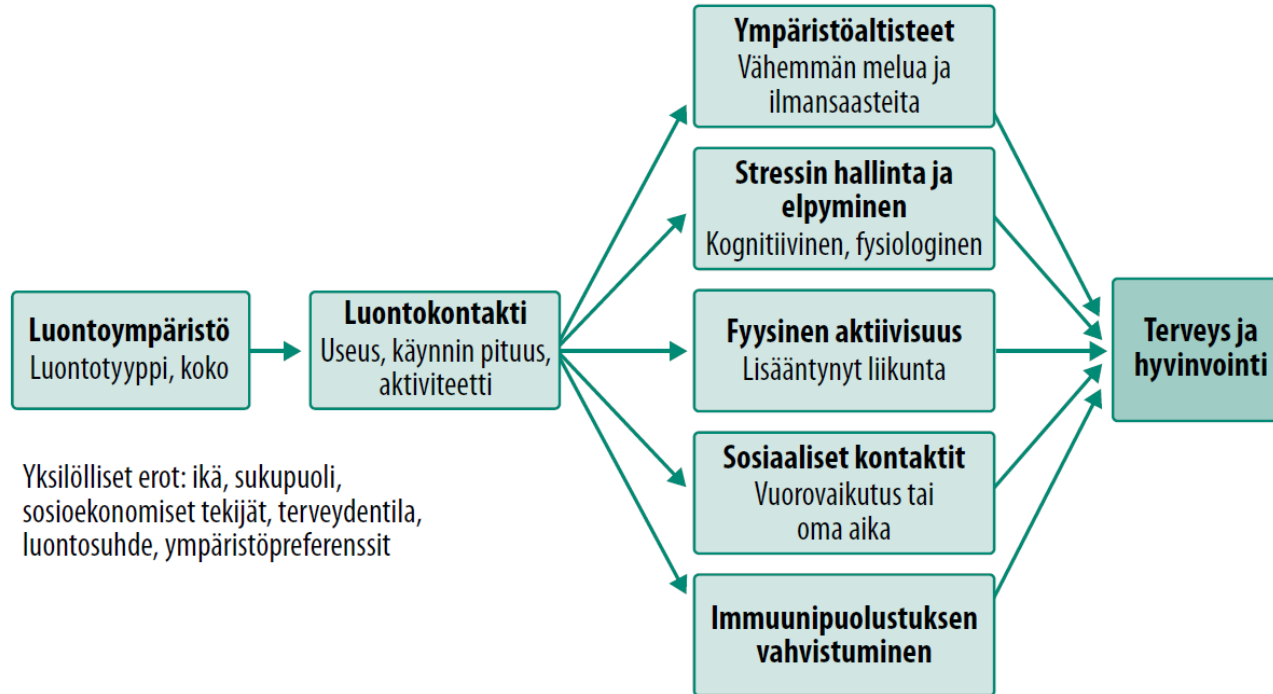 Luontoympäristö
Luontotyyppi, koko
Luontokontakti
Useus, käynnin pituus,
aktiviteetti
Ympäristöaltisteet
Vähemmän melua ja
ilmansaasteita
Stressin hallinta ja
elpyminen
Kognitiivinen, fysiologinen
Fyysinen aktiivisuus
Lisääntynyt liikunta
Sosiaaliset kontaktit
Vuorovaikutus tai
oma aika
Immuunipuolustuksen
vahvistuminen
Terveys ja
hyvinvointi
Yksilölliset erot: ikä, sukupuoli,
sosioekonomiset tekijät, terveydentila,
luontosuhde, ympäristöpreferenssit